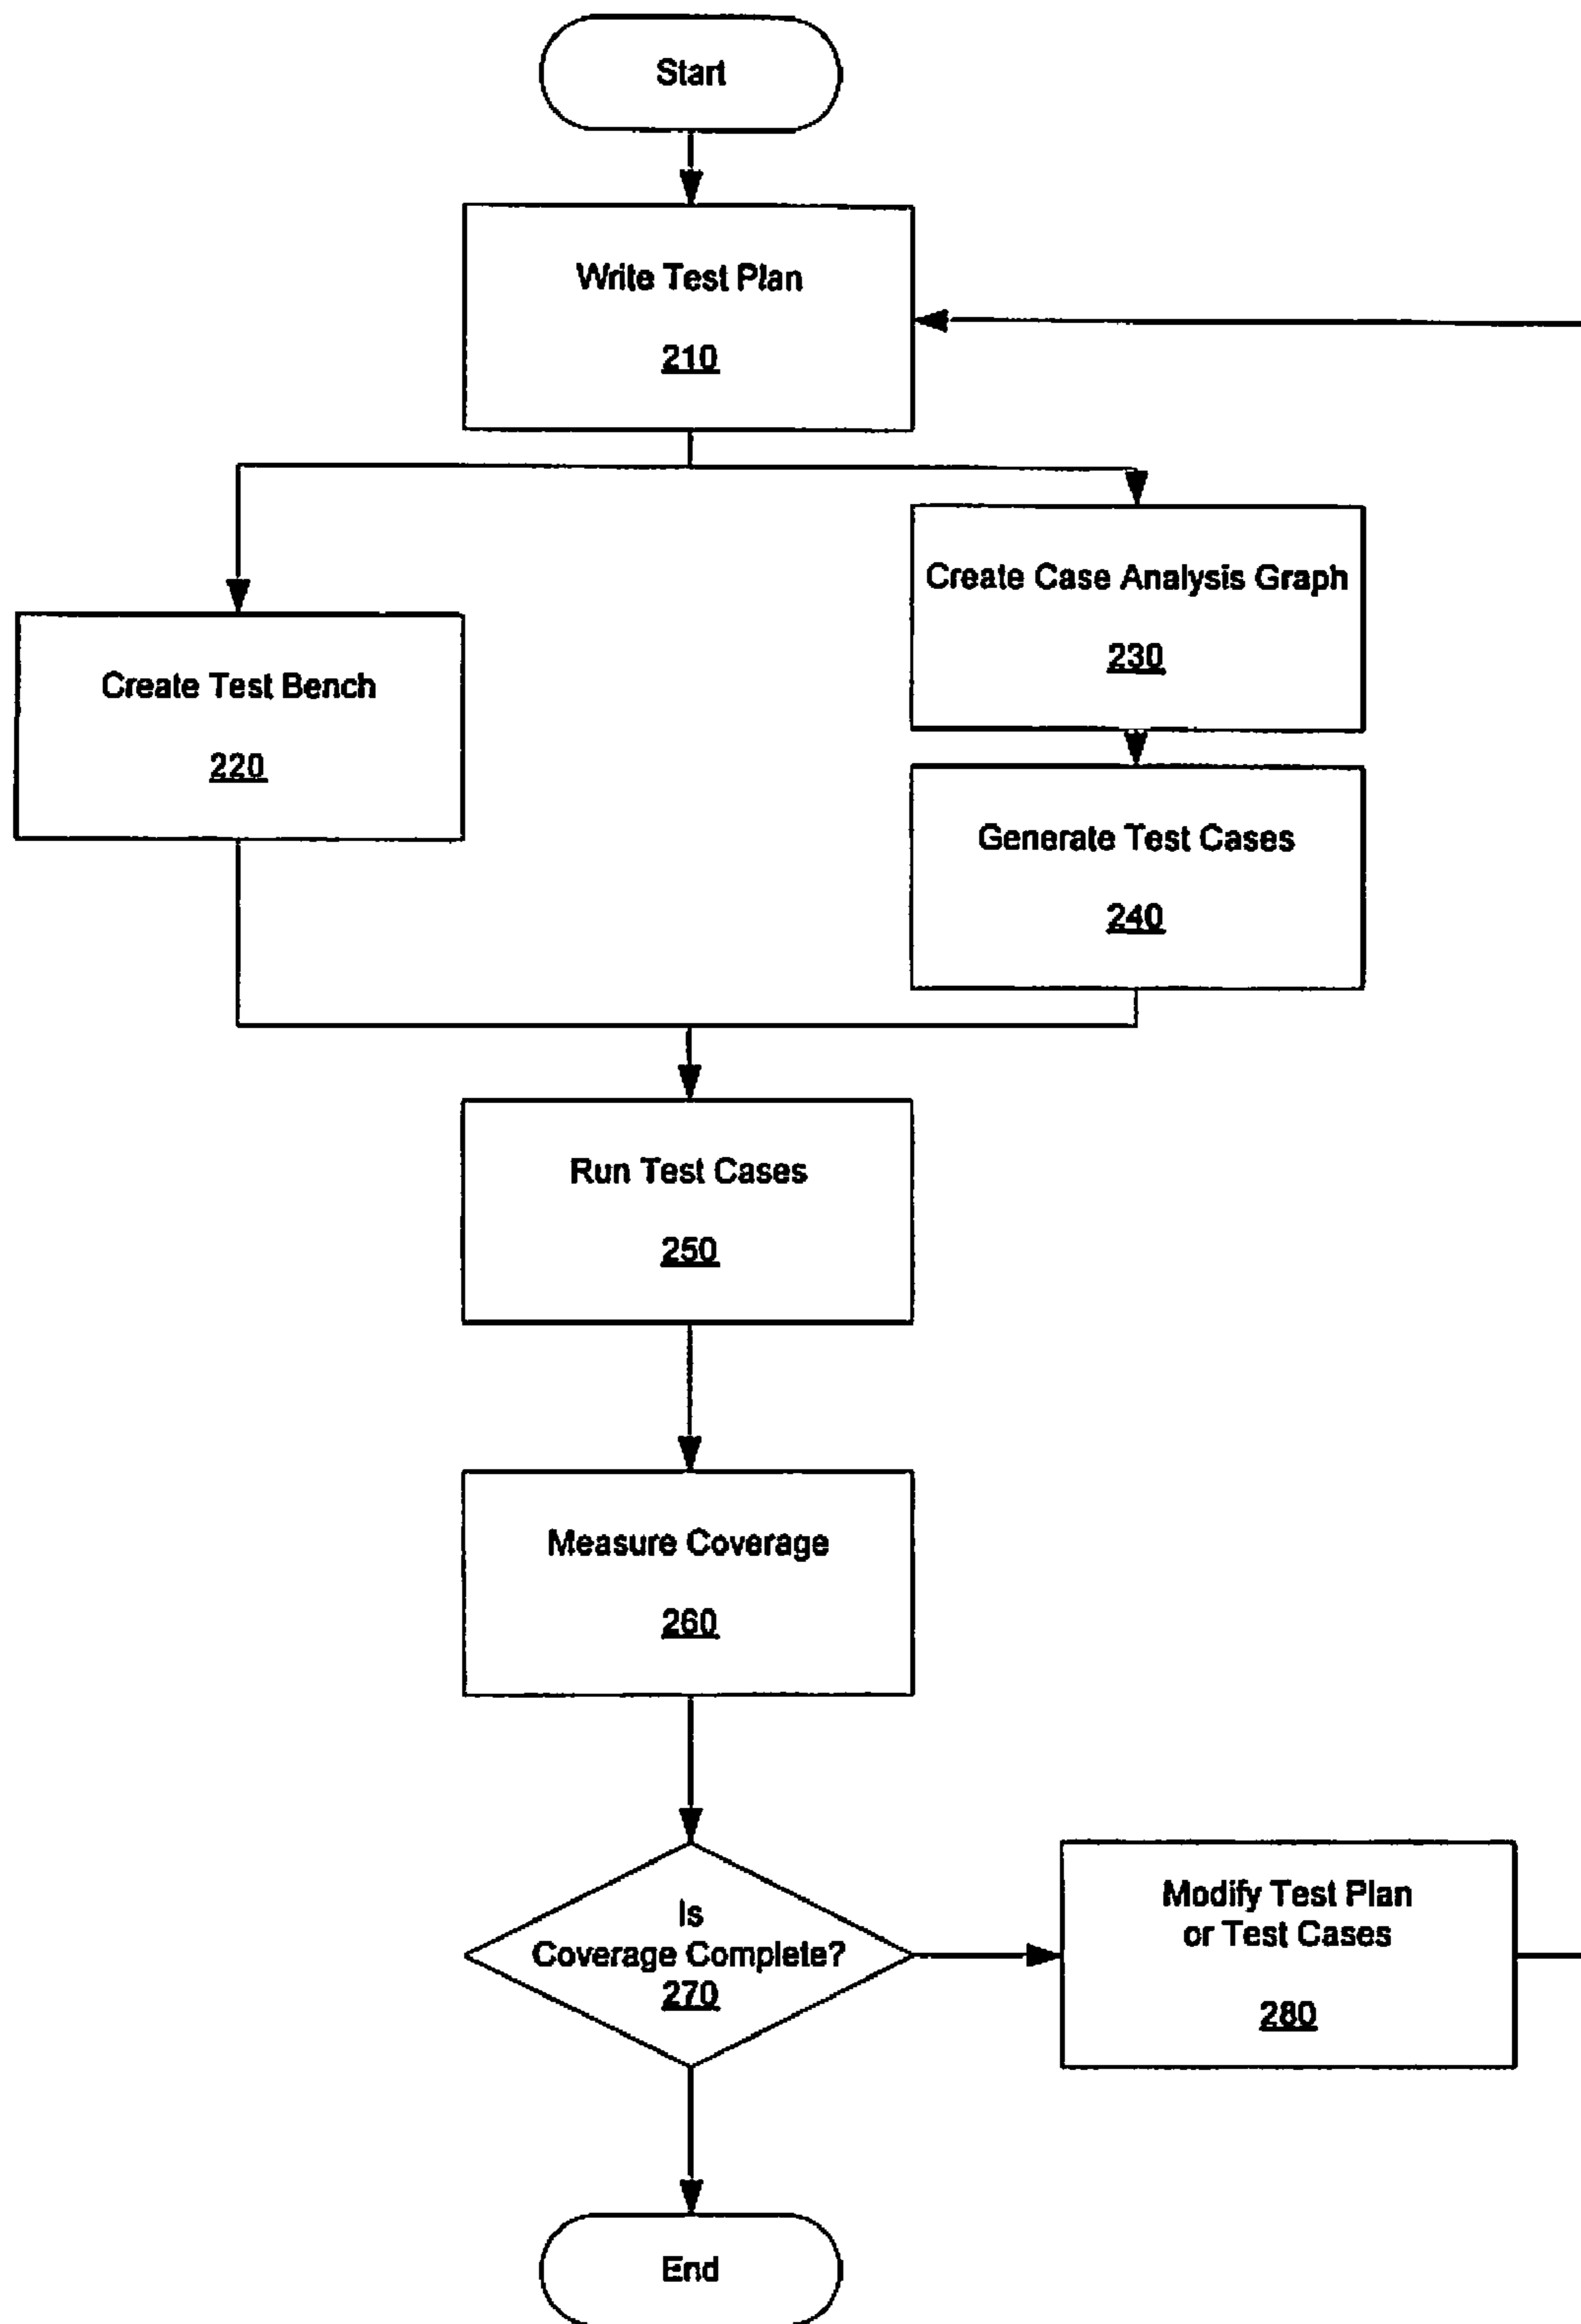 Start
Write Test Plan
210
Create Case Analysis Graph
230
Create Test Bench
220
Generate Test Cases
240
Run Test Cases
250
Measure Coverage
260
Is
Coverage Complete?
270
Modify Test Plan
or Test Cases
280
End